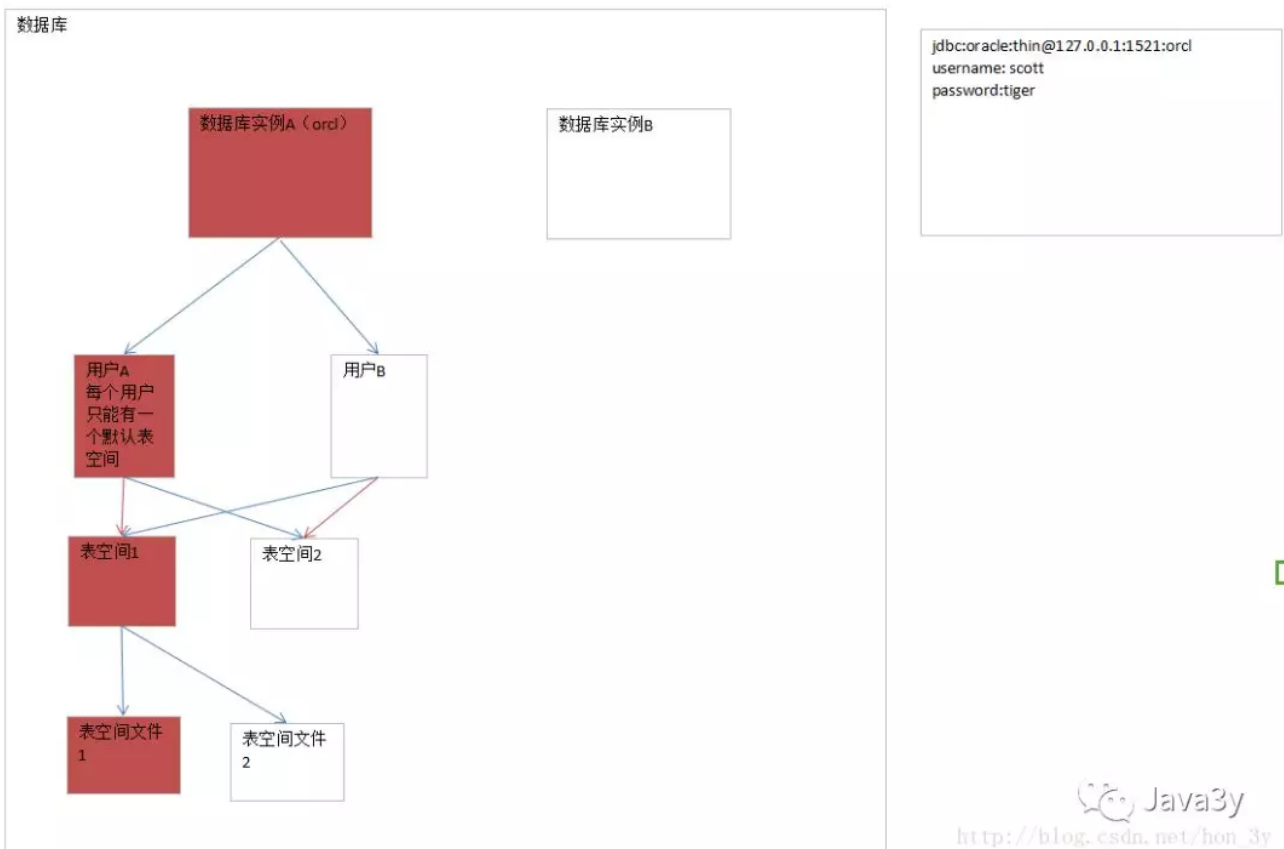 数据库
jdbc:oracle:thin@127.0.0.1:1521:orcl
username: scott
password:tiger
数据库实例A（orcl）
数据库实例B
用户A
每个用户
只能有一
个默认表
空间
用户B
表空间1
表空间2
表空间文件
1
表空间文件
2
Java3y
http://blog.csdn.net/hon_3y